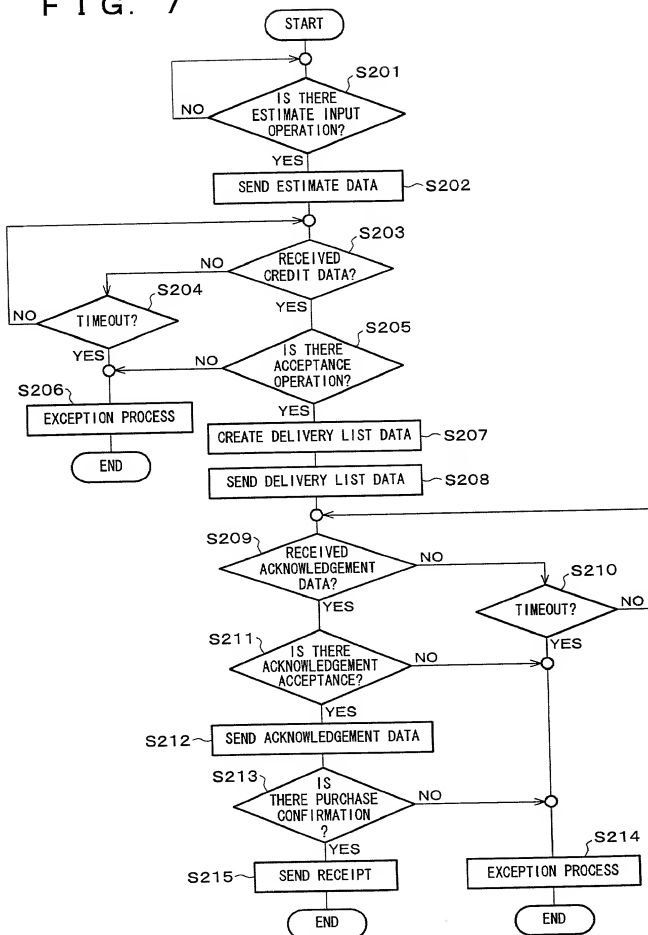 FIG. 7
START
S201
IS THERE
ESTIMATE INPUT
OPERATION?
NO
YES
SEND ESTIMATE DATA
S202
S203
RECEIVED
CREDIT DATA?
NO
YES
S204
TIMEOUT?
NO
YES
S205
IS THERE
ACCEPTANCE
OPERATION?
NO
YES
S206
EXCEPTION PROCESS
END
CREATE DELIVERY LIST DATA
S207
SEND DELIVERY LIST DATA
S208
S209
RECEIVED
ACKNOWLEDGEMENT
DATA?
NO
YES
S210
TIMEOUT?
NO
YES
S211
IS THERE
ACKNOWLEDGEMENT
ACCEPTANCE?
NO
YES
S212
SEND ACKNOWLEDGEMENT DATA
S213
IS
THERE PURCHASE
CONFIRMATION
?
NO
YES
S214
EXCEPTION PROCESS
END
S215
SEND RECEIPT
END